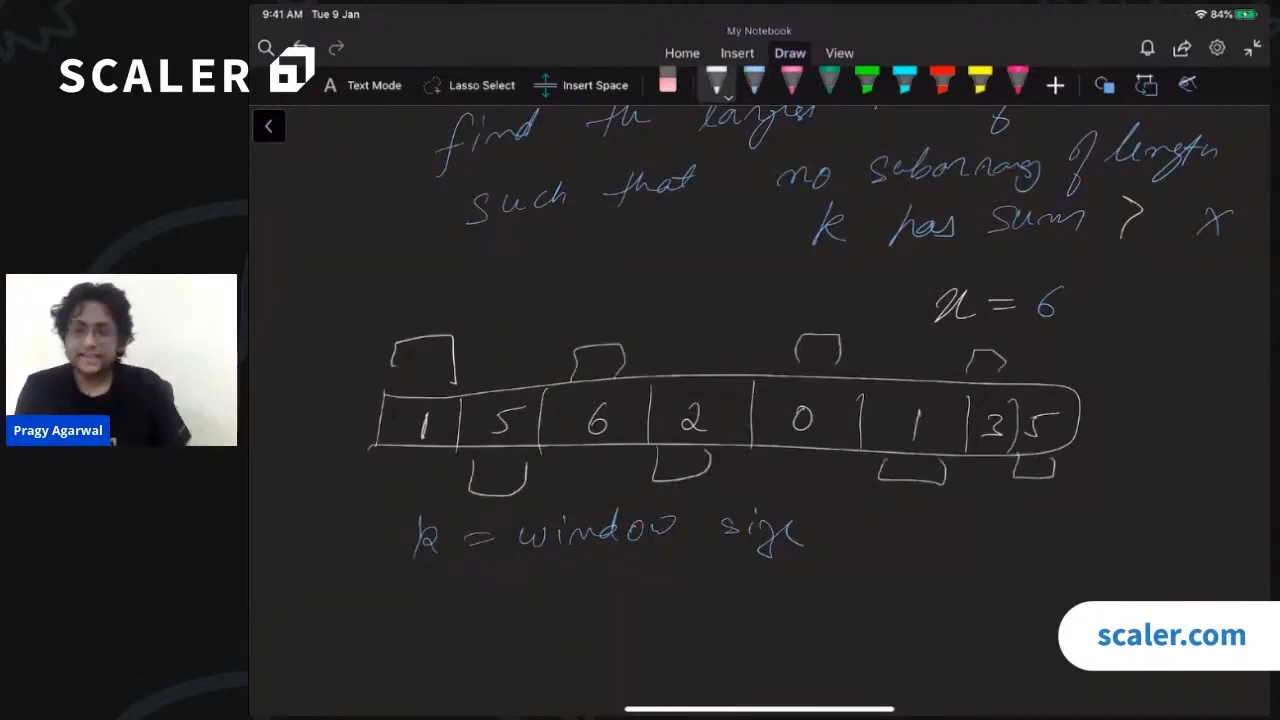 9:41 AM Tue 9 Jan
84%
My Notebook
Home Insert Draw View
SCALER
Text Mode Lasso Select Insert Space
find the largest
such that no subarray of length
k has sum > x
x = 6
1 5 6 2 0 1 3 5
Pragy Agarwal
k = window size
scaler.com